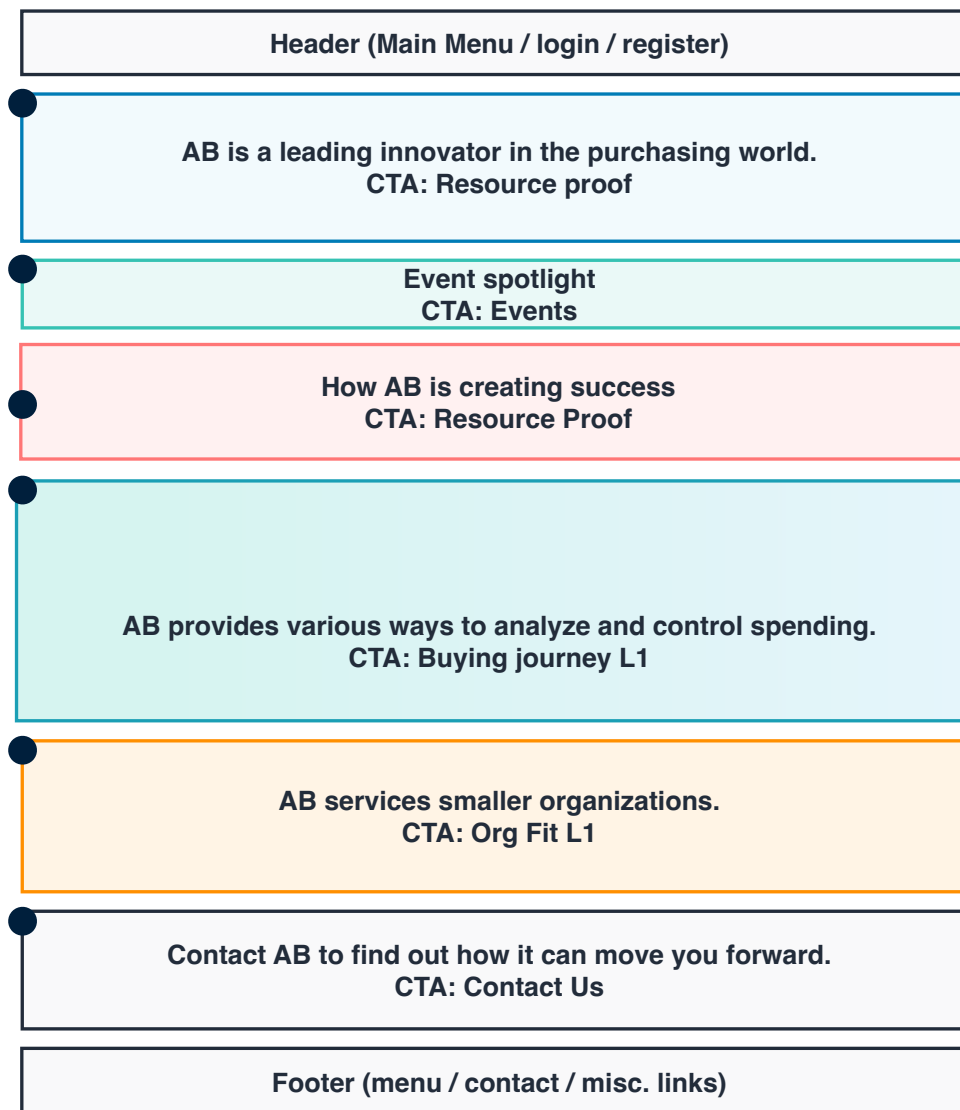 Header (Main Menu / login / register)
AB is a leading innovator in the purchasing world.
CTA: Resource proof
Event spotlight
CTA: Events
How AB is creating success
CTA: Resource Proof
AB provides various ways to analyze and control spending.
CTA: Buying journey L1
AB services smaller organizations.
CTA: Org Fit L1
Contact AB to find out how it can move you forward.
CTA: Contact Us
Footer (menu / contact / misc. links)